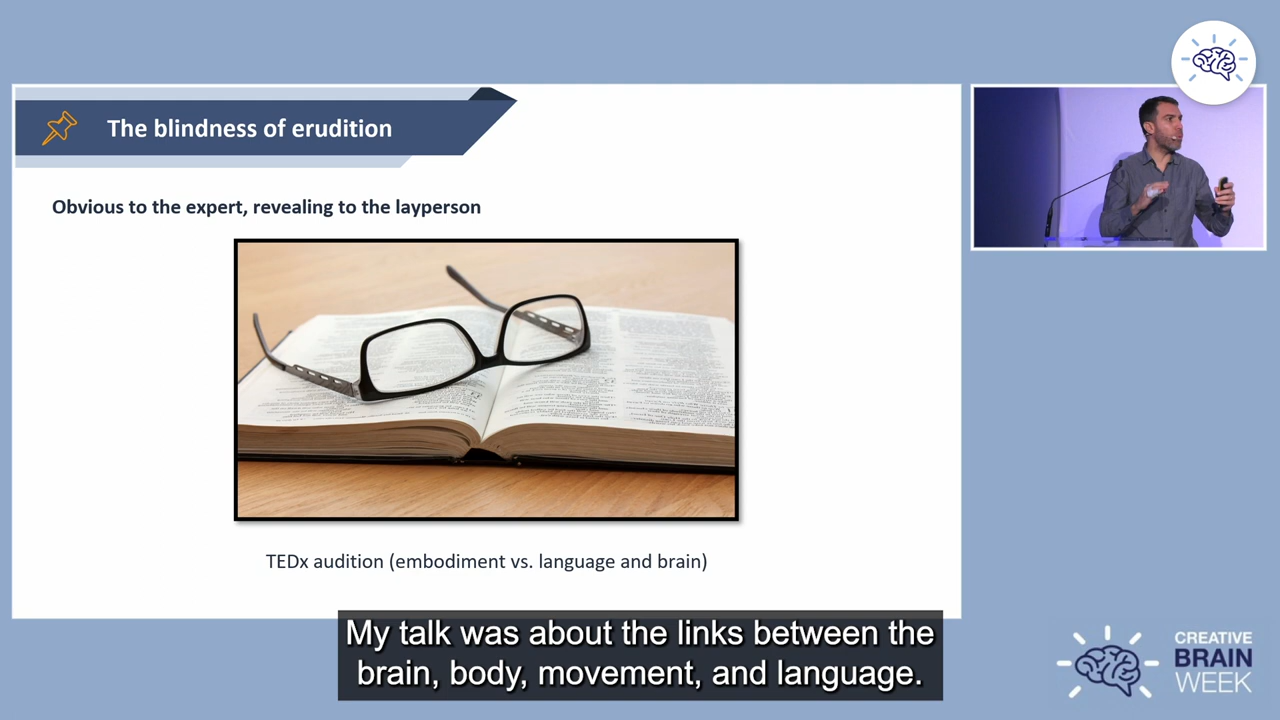 The blindness of erudition
Obvious to the expert, revealing to the layperson
TEDx audition (embodiment vs. language and brain)
My talk was about the links between the
brain, body, movement, and language.
CREATIVE
BRAIN
WEEK